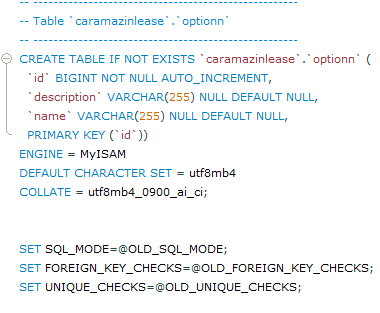 -- -----------------------------------------------------
-- Table `caramazinlease`.`optionn`
-- -----------------------------------------------------
CREATE TABLE IF NOT EXISTS `caramazinlease`.`optionn` (
`id` BIGINT NOT NULL AUTO_INCREMENT,
`description` VARCHAR(255) NULL DEFAULT NULL,
`name` VARCHAR(255) NULL DEFAULT NULL,
PRIMARY KEY (`id`))
ENGINE = MyISAM
DEFAULT CHARACTER SET = utf8mb4
COLLATE = utf8mb4_0900_ai_ci;
SET SQL_MODE=@OLD_SQL_MODE;
SET FOREIGN_KEY_CHECKS=@OLD_FOREIGN_KEY_CHECKS;
SET UNIQUE_CHECKS=@OLD_UNIQUE_CHECKS;